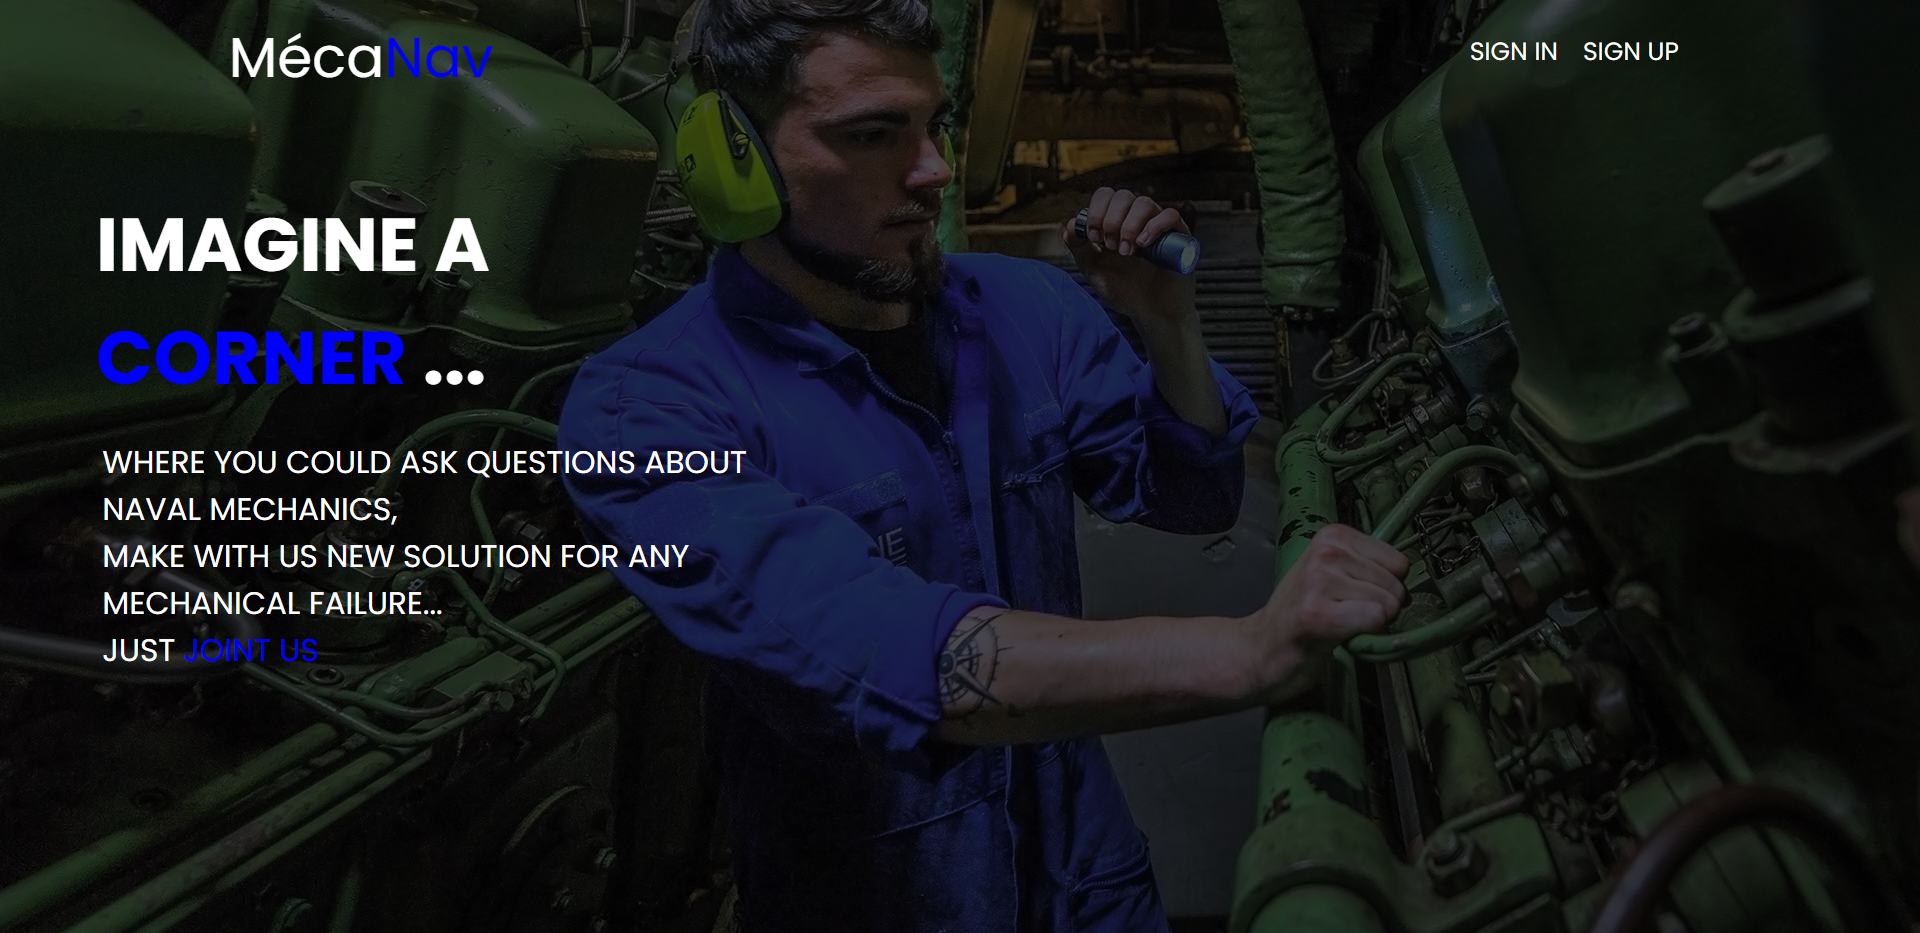 MécaNav
SIGN IN SIGN UP
IMAGINE A
CORNER ...
WHERE YOU COULD ASK QUESTIONS ABOUT
NAVAL MECHANICS,
MAKE WITH US NEW SOLUTION FOR ANY
MECHANICAL FAILURE...
JUST JOINT US